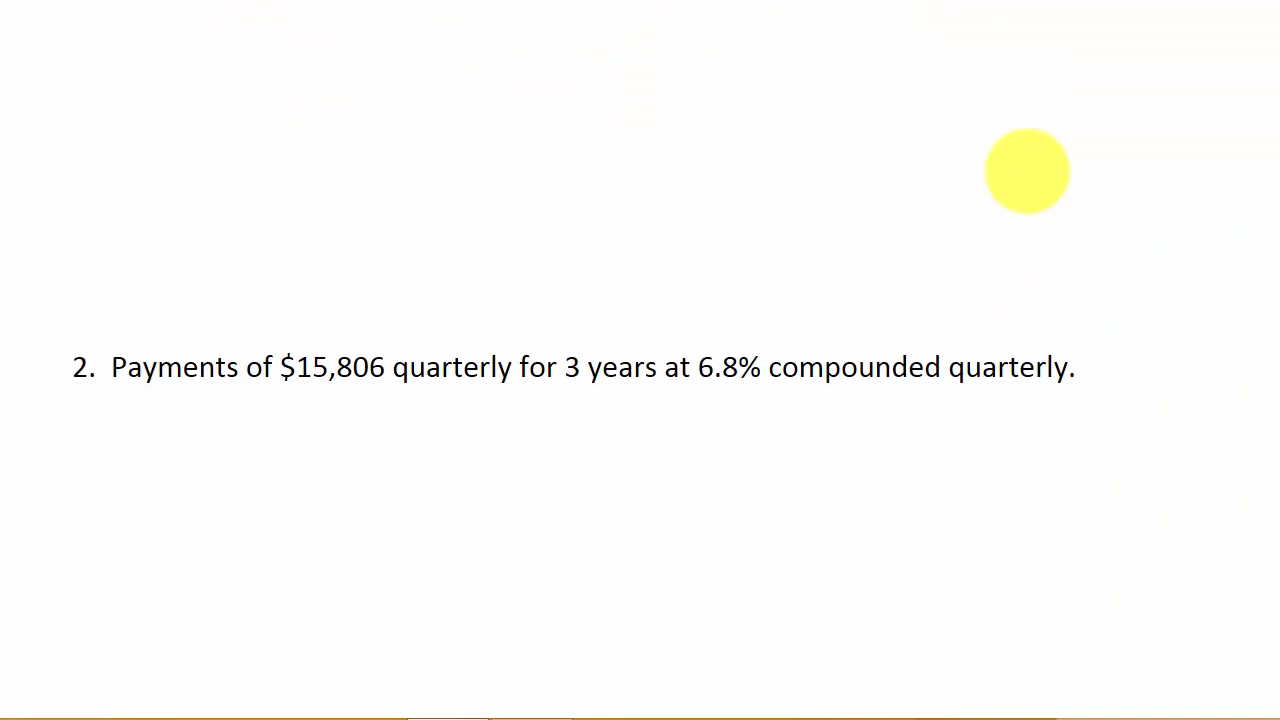 2. Payments of $15,806 quarterly for 3 years at 6.8% compounded quarterly.